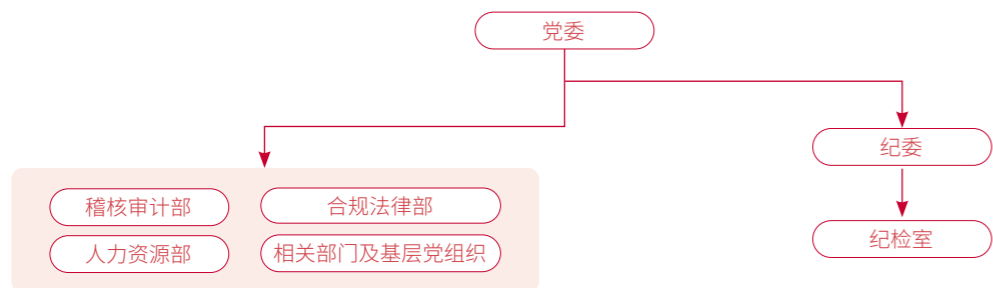 党委
纪委
稽核审计部
合规法律部
纪检室
人力资源部
相关部门及基层党组织